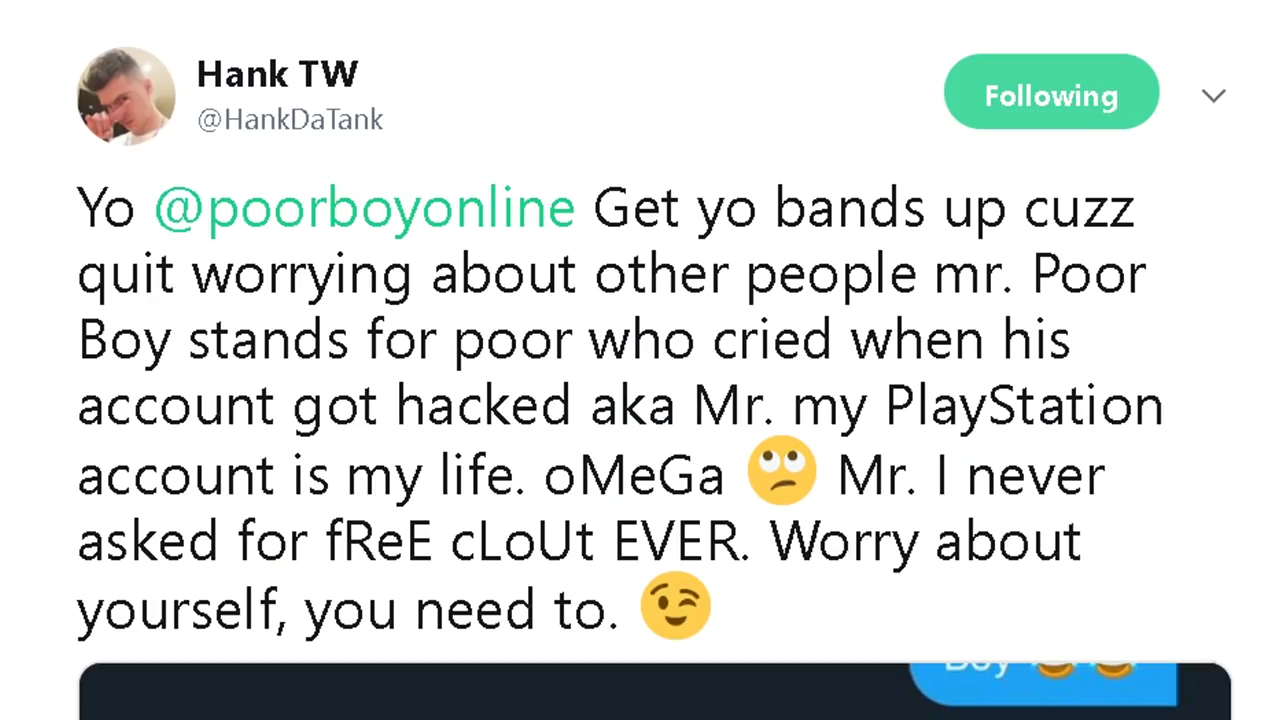 Hank TW
@HankDaTank
Following
Yo @poorboyonline Get yo bands up cuzz
quit worrying about other people mr. Poor
Boy stands for poor who cried when his
account got hacked aka Mr. my PlayStation
account is my life. oMeGa 🙄 Mr. I never
asked for fReE cLoUt EVER. Worry about
yourself, you need to. 😉
Boy 😂😂